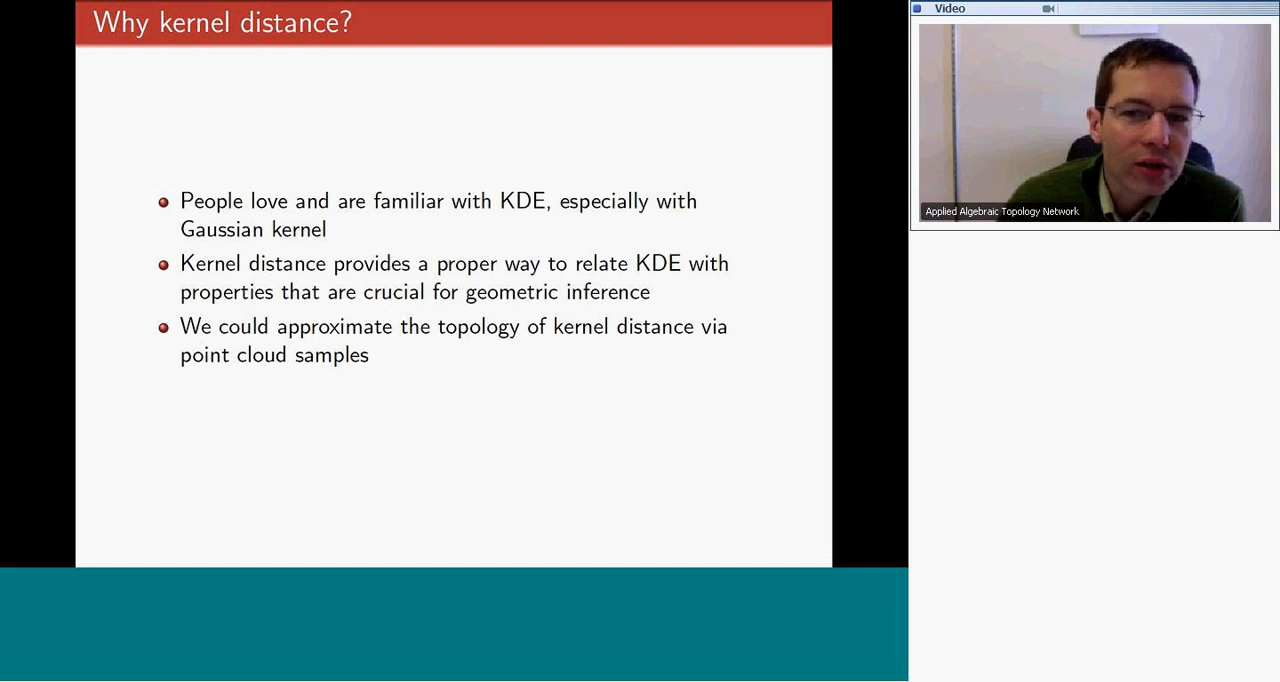 Why kernel distance?
People love and are familiar with KDE, especially with
Gaussian kernel
Kernel distance provides a proper way to relate KDE with
properties that are crucial for geometric inference
We could approximate the topology of kernel distance via
point cloud samples
Video
Applied Algebraic Topology Network